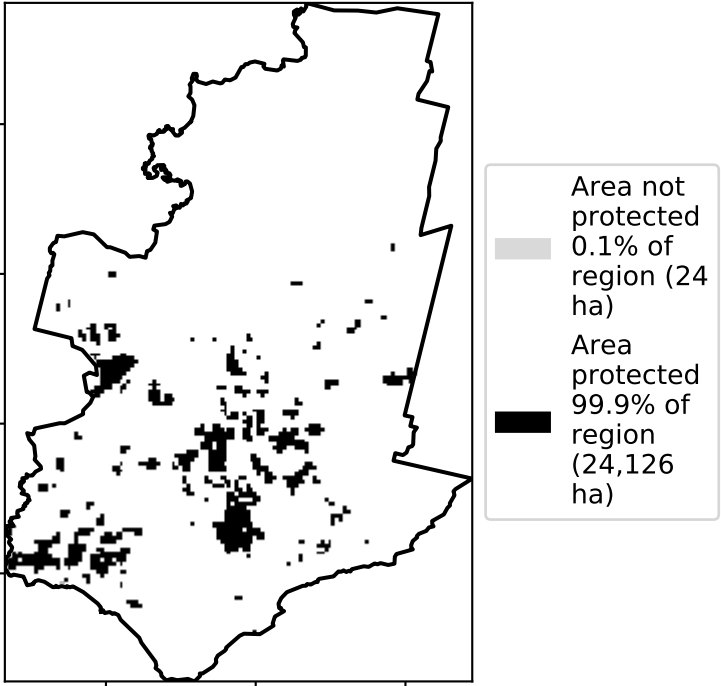 Area not
protected
0.1% of
region (24
ha)
Area
protected
99.9% of
region
(24,126
ha)